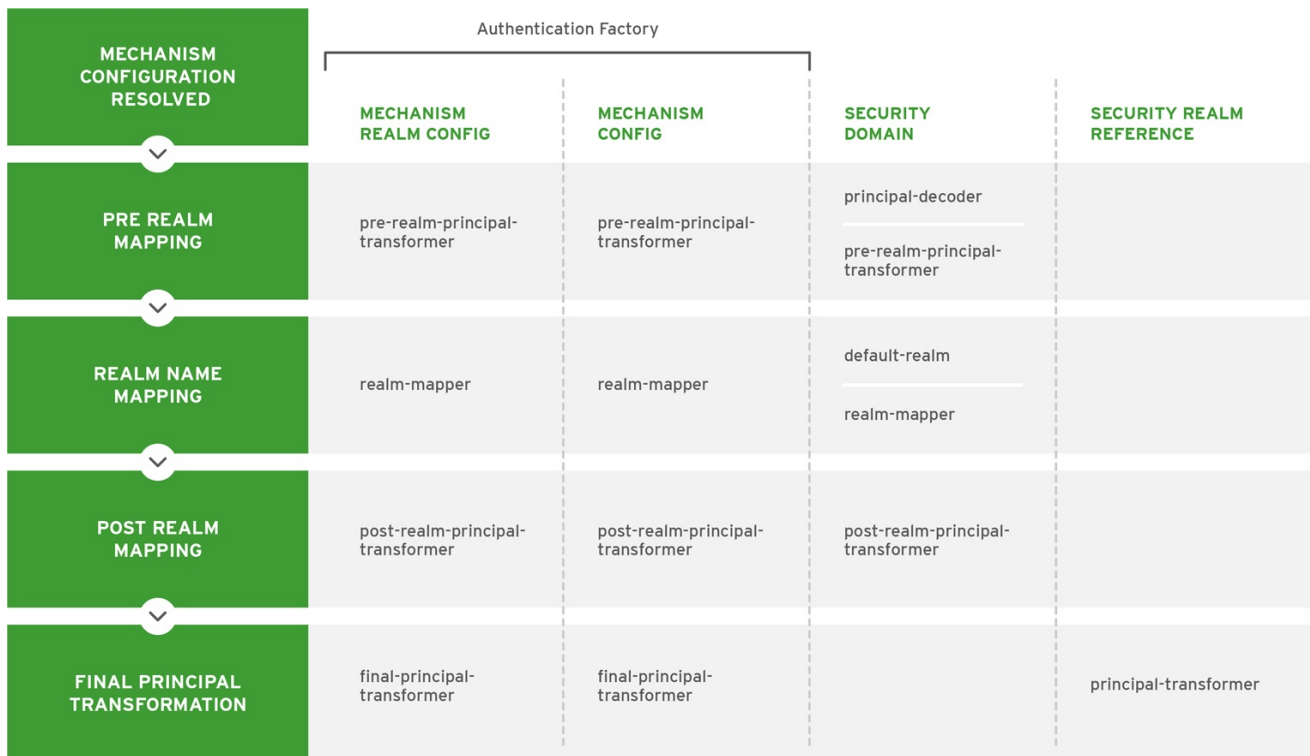 Authentication Factory
MECHANISM
CONFIGURATION
RESOLVED
MECHANISM
REALM CONFIG
MECHANISM
CONFIG
SECURITY
DOMAIN
SECURITY REALM
REFERENCE
PRE REALM
MAPPING
pre-realm-principal-
transformer
pre-realm-principal-
transformer
principal-decoder
pre-realm-principal-
transformer
REALM NAME
MAPPING
realm-mapper
realm-mapper
default-realm
realm-mapper
POST REALM
MAPPING
post-realm-principal-
transformer
post-realm-principal-
transformer
post-realm-principal-
transformer
FINAL PRINCIPAL
TRANSFORMATION
final-principal-
transformer
final-principal-
transformer
principal-transformer